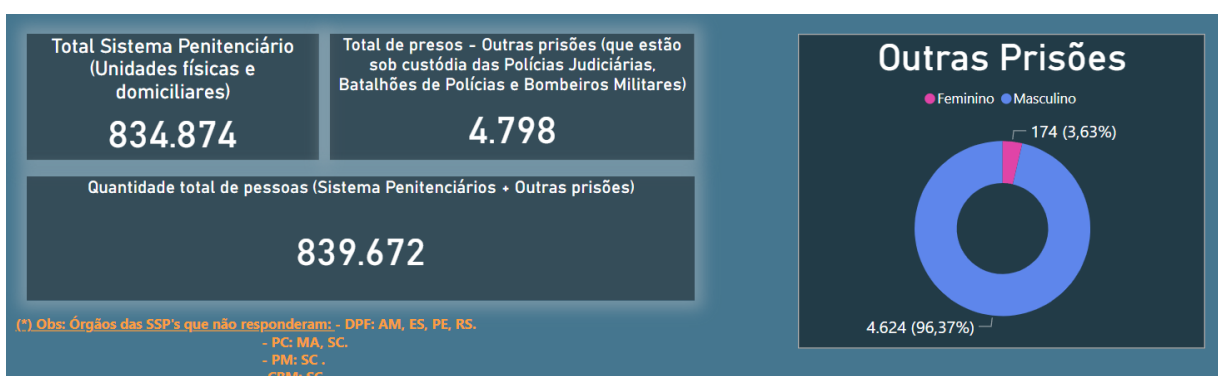 Total Sistema Penitenciário
(Unidades físicas e
domiciliares)
834.874
Total de presos - Outras prisões (que estão
sob custódia das Polícias Judiciárias,
Batalhões de Polícias e Bombeiros Militares)
4.798
Quantidade total de pessoas (Sistema Penitenciários + Outras prisões)
839.672
(*) Obs: Órgãos das SSP's que não responderam: - DPF: AM, ES, PE, RS.
- PC: MA, SC.
- PM: SC .
-CBM: SC
Outras Prisões
Feminino Masculino
174 (3,63%)
4.624 (96,37%)